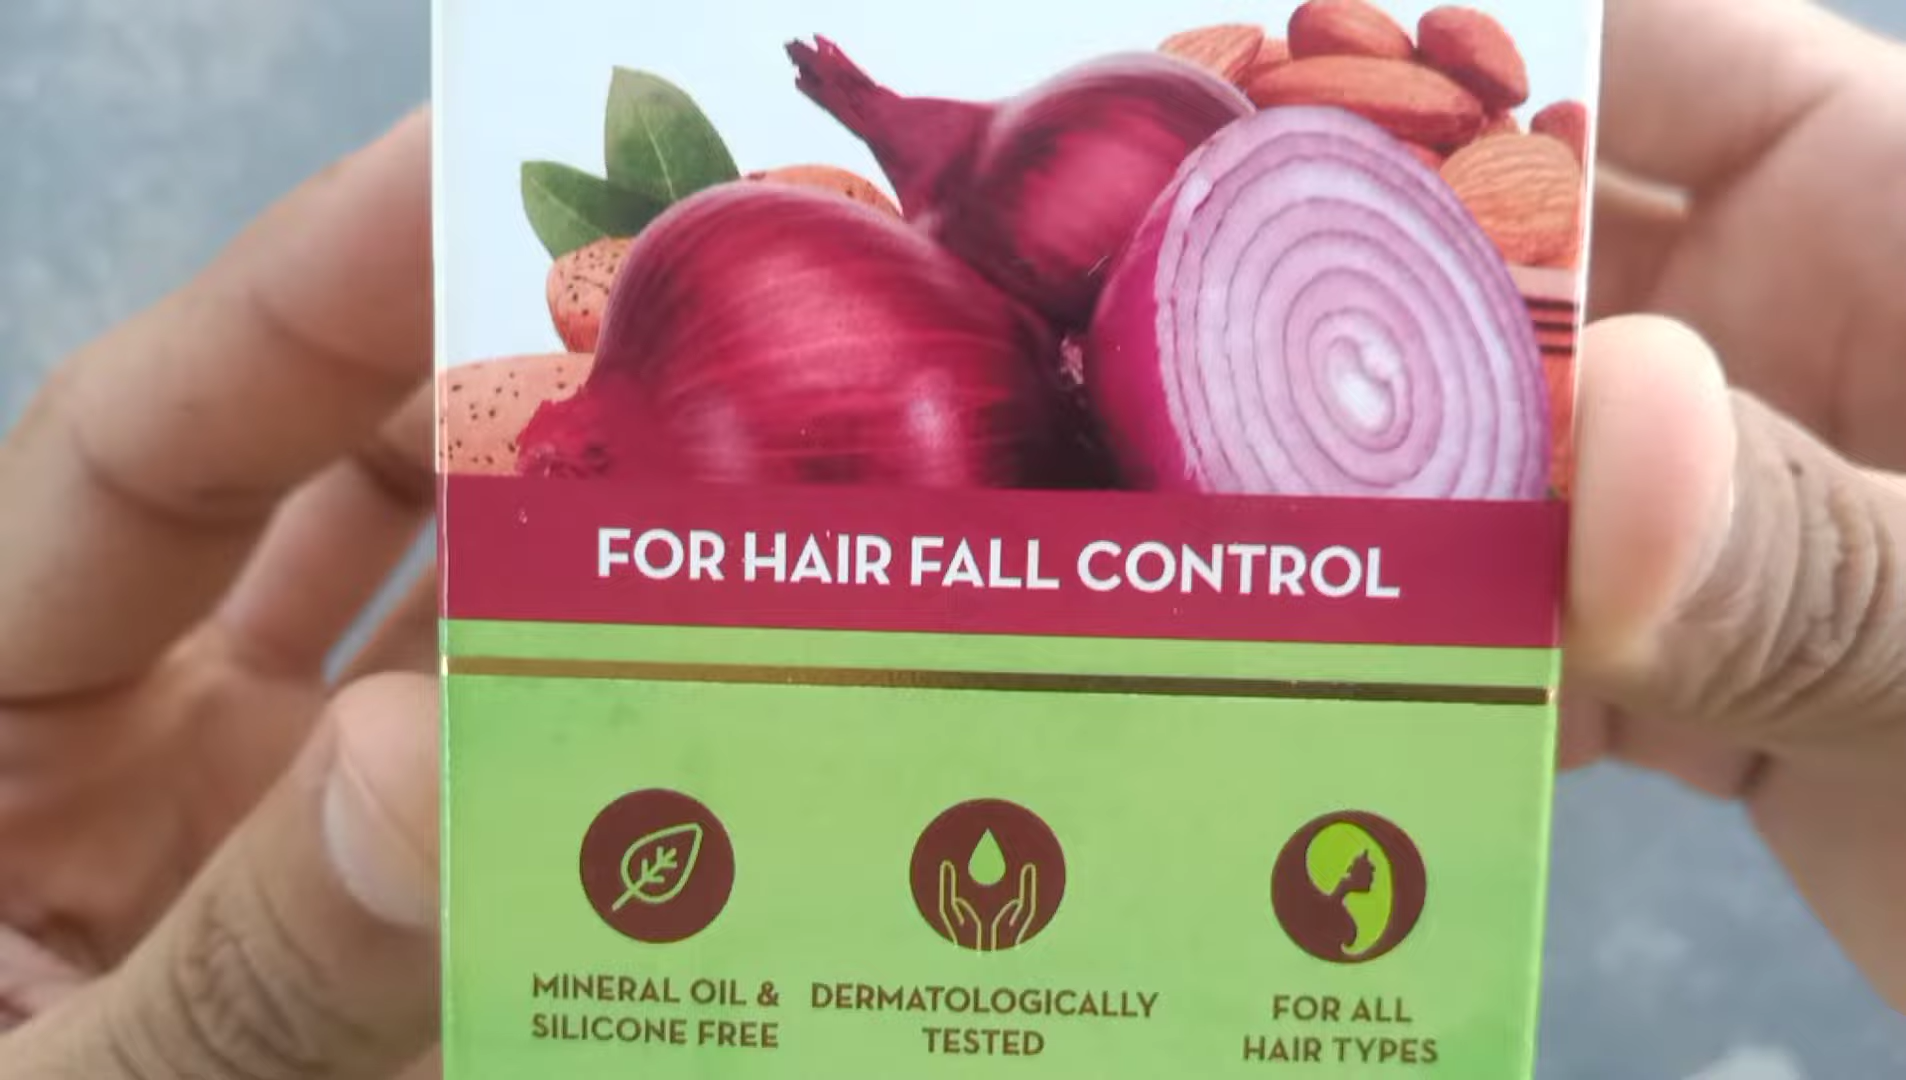 FOR HAIR FALL CONTROL
MINERAL OIL &
SILICONE FREE
DERMATOLOGICALLY
TESTED
FOR ALL
HAIR TYPES